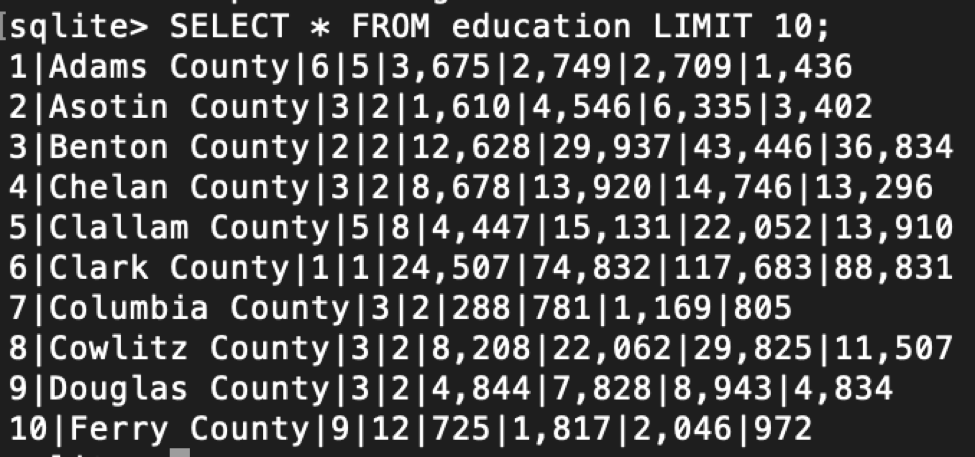 [sqlite> SELECT * FROM education LIMIT 10;
1|Adams County|6|5|3,675|2,749|2,709|1,436
2|Asotin County|3|2|1,610|4,546|6,335|3,402
3|Benton County|2|2|12,628|29,937|43,446|36,834
4|Chelan County|3|2|8,678|13,920|14,746|13,296
5|Clallam County|5|8|4,447|15,131|22,052|13,910
6|Clark County|1|1|24,507|74,832|117,683|88,831
7|Columbia County|3|2|288|781|1,169|805
8|Cowlitz County|3|2|8,208|22,062|29,825|11,507
9|Douglas County|3|2|4,844|7,828|8,943|4,834
10|Ferry County|9|12|725|1,817|2,046|972